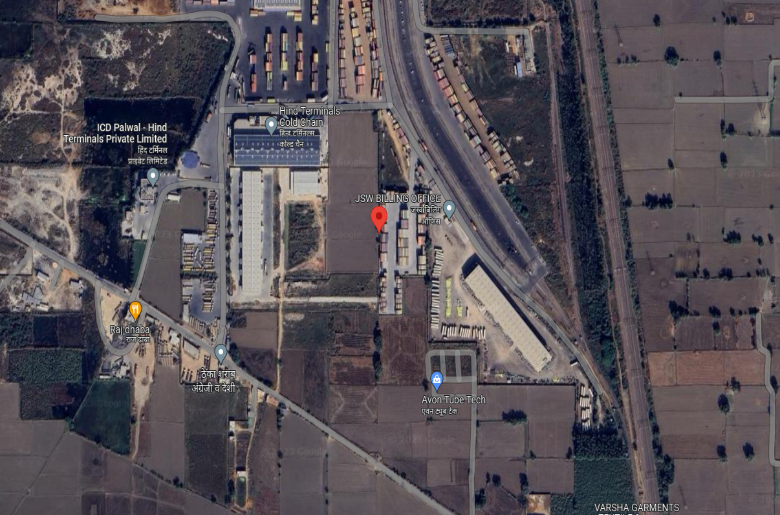 Hind Terminals
Cold Chain
हिन्द टर्मिनल्स
कोल्ड चैन
ICD Palwal - Hind
Terminals Private Limited
हिंद टर्मिनल
प्राइवेट लिमिटेड
JSW BILLING OFFICE
Raj dhaba
राज ढाबा
ठेका शराब
अंग्रेजी व देशी
Avon Tube Tech
एवन ट्यूब टैक
VARSHA GARMENTS